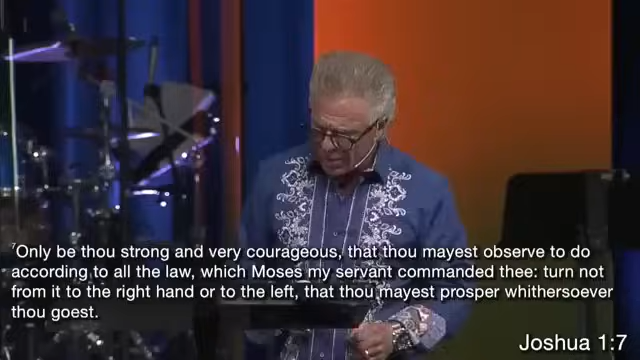 ⁷Only be thou strong and very courageous, that thou mayest observe to do
according to all the law, which Moses my servant commanded thee: turn not
from it to the right hand or to the left, that thou mayest prosper whithersoever
thou goest.
Joshua 1:7